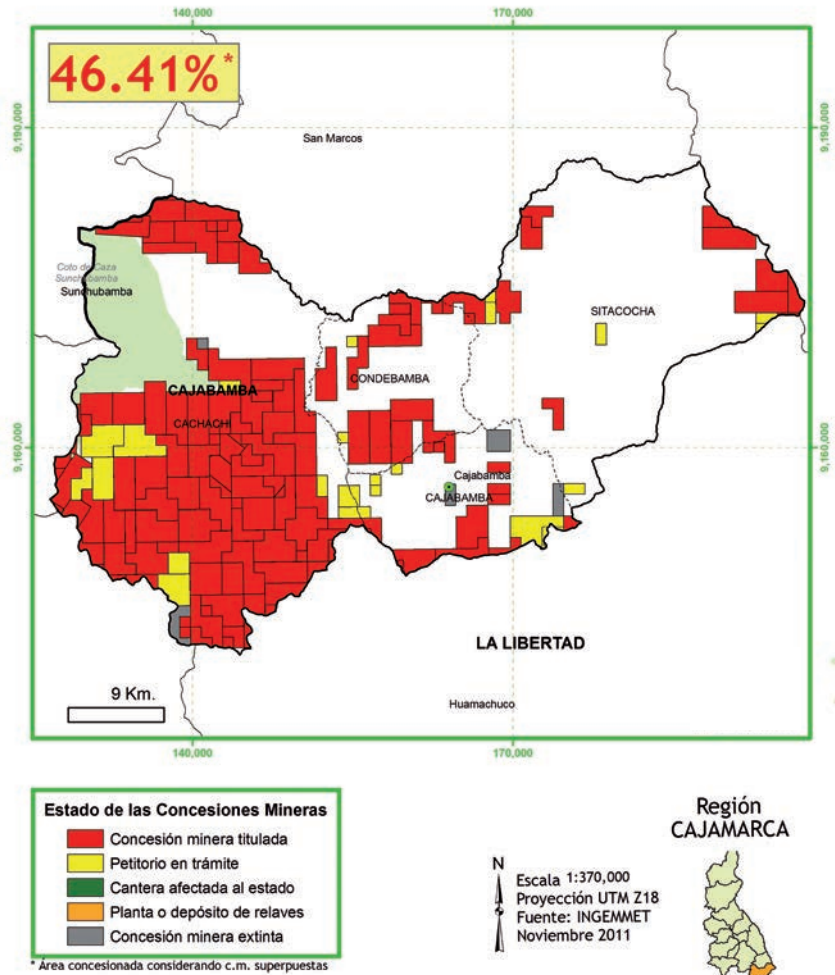 140,000
170,000
46.41%*
9,190,000
9,190,000
San Marcos
Coto de Caza
Sunchubamba
Sunchubamba
SITACOCHA
CONDEBAMBA
CAJABAMBA
CACHACHI
9,160,000
9,160,000
Cajabamba
CAJABAMBA
LA LIBERTAD
9 Km.
Huamachuco
140,000
170,000
Estado de las Concesiones Mineras
Concesión minera titulada
Petitorio en trámite
Cantera afectada al estado
Planta o depósito de relaves
Concesión minera extinta
* Área concesionada considerando c.m. superpuestas
N
Escala 1:370,000
Proyección UTM Z18
Fuente: INGEMMET
Noviembre 2011
Región
CAJAMARCA